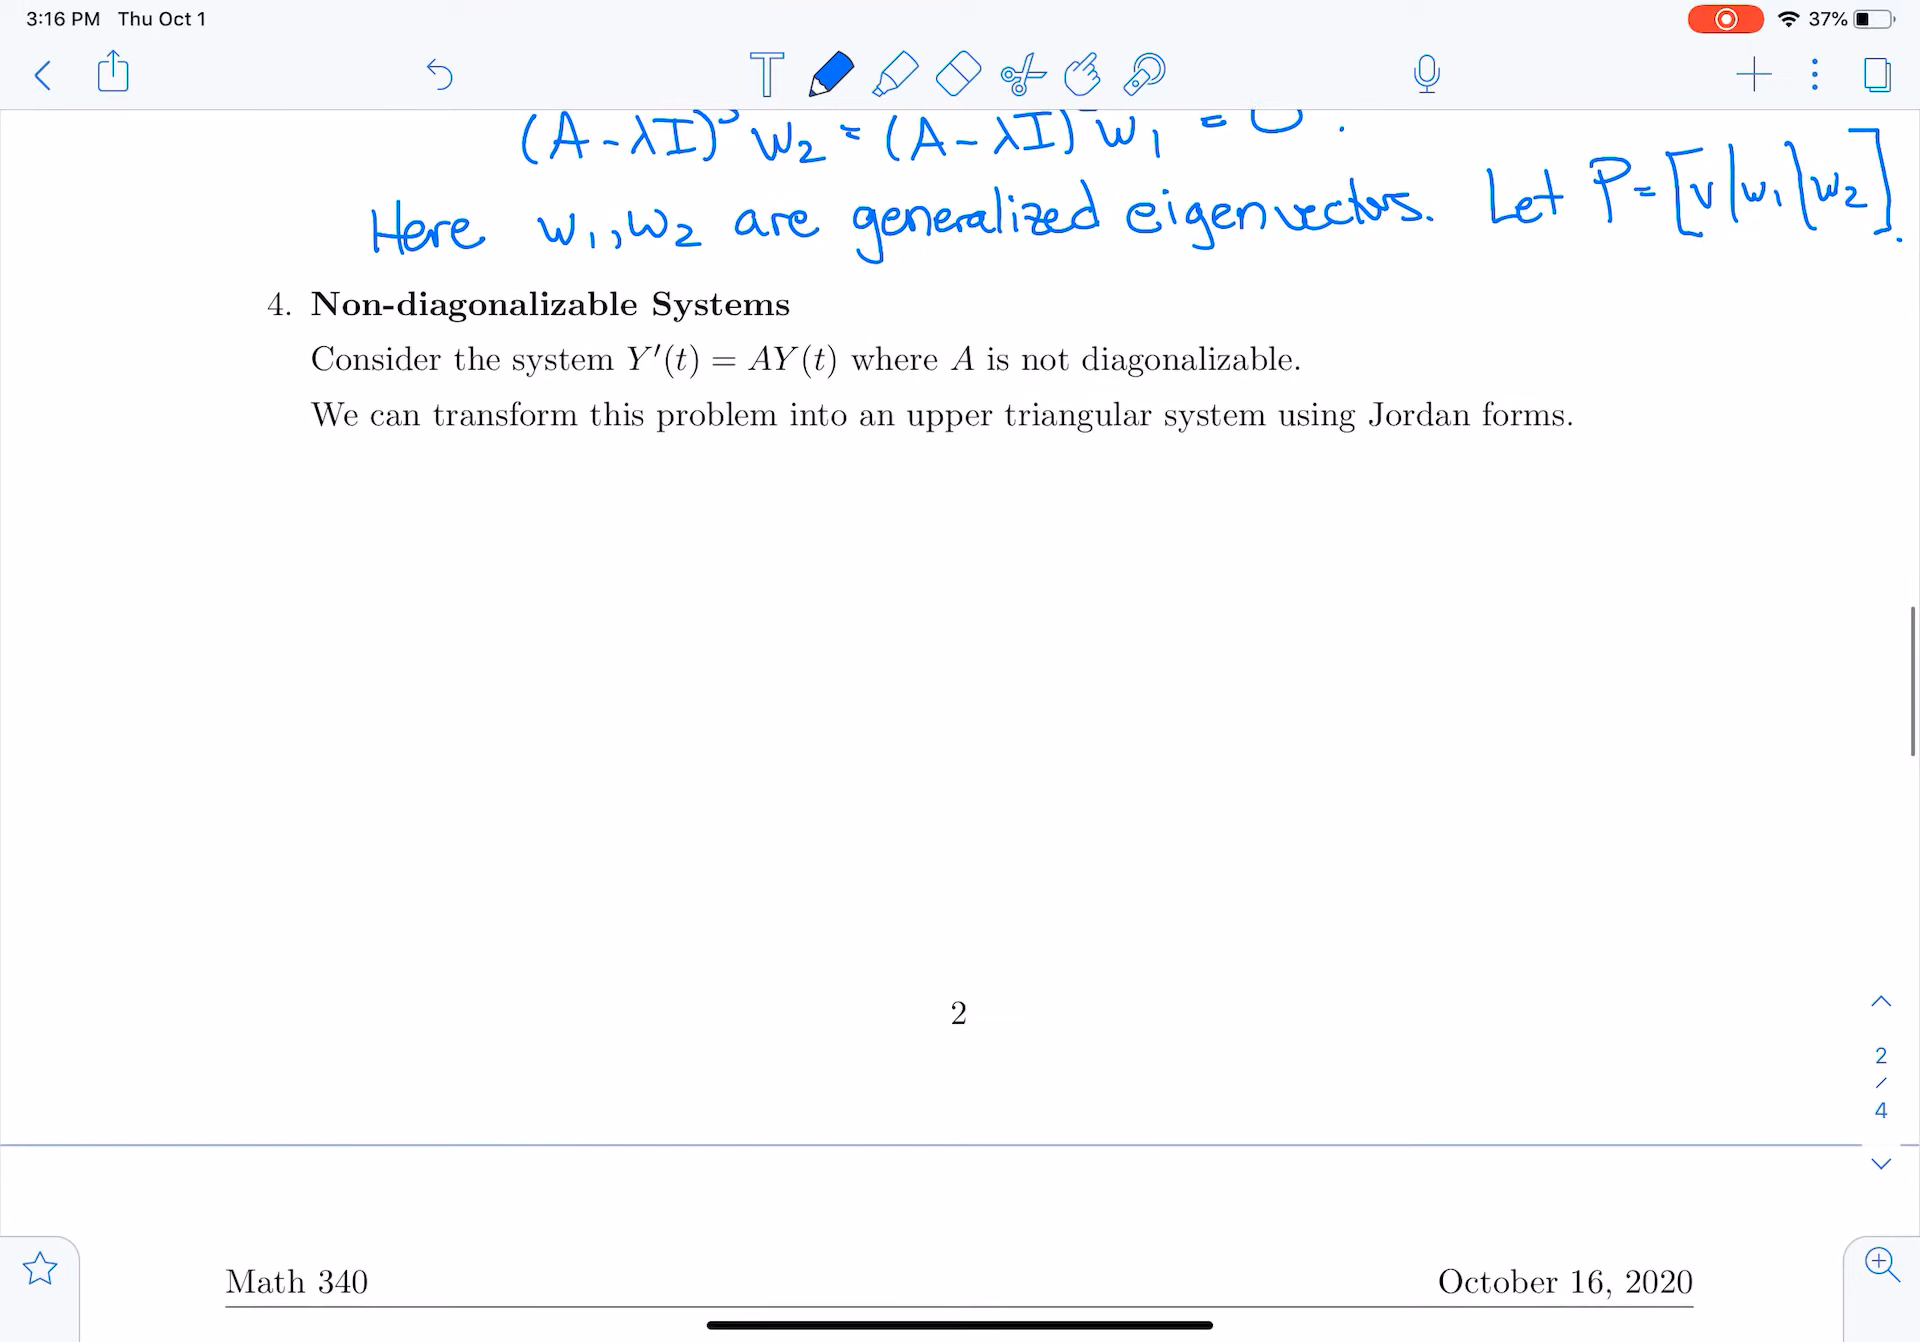 3:16 PM Thu Oct 1 37%
(A-λI)³ w₂ = (A-λI)² w₁ = 0.
Here w₁,w₂ are generalized eigenvectors. Let P=[v|w₁|w₂].
4. Non-diagonalizable Systems
Consider the system Y′(t) = AY(t) where A is not diagonalizable.
We can transform this problem into an upper triangular system using Jordan forms.
2
2
/
4
Math 340 October 16, 2020